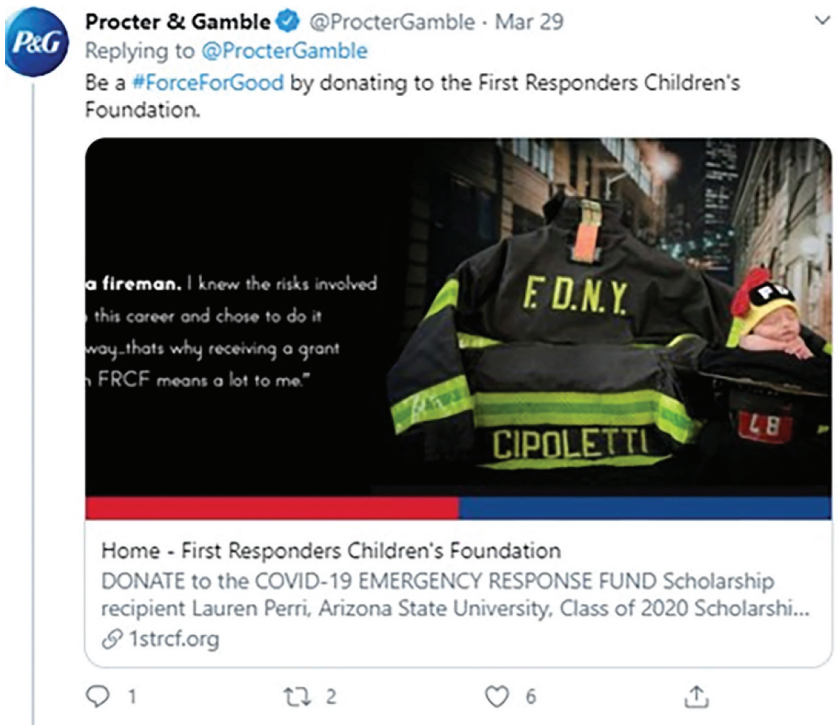 P&G
Procter & Gamble @ProcterGamble · Mar 29
Replying to @ProcterGamble
Be a #ForceForGood by donating to the First Responders Children's
Foundation.
a fireman. I knew the risks involved
this career and chose to do it
way...thats why receiving a grant
FRCF means a lot to me."
F.D.N.Y.
CIPOLETTI
48
Home - First Responders Children's Foundation
DONATE to the COVID-19 EMERGENCY RESPONSE FUND Scholarship
recipient Lauren Perri, Arizona State University, Class of 2020 Scholarshi...
1strcf.org
1 2 6